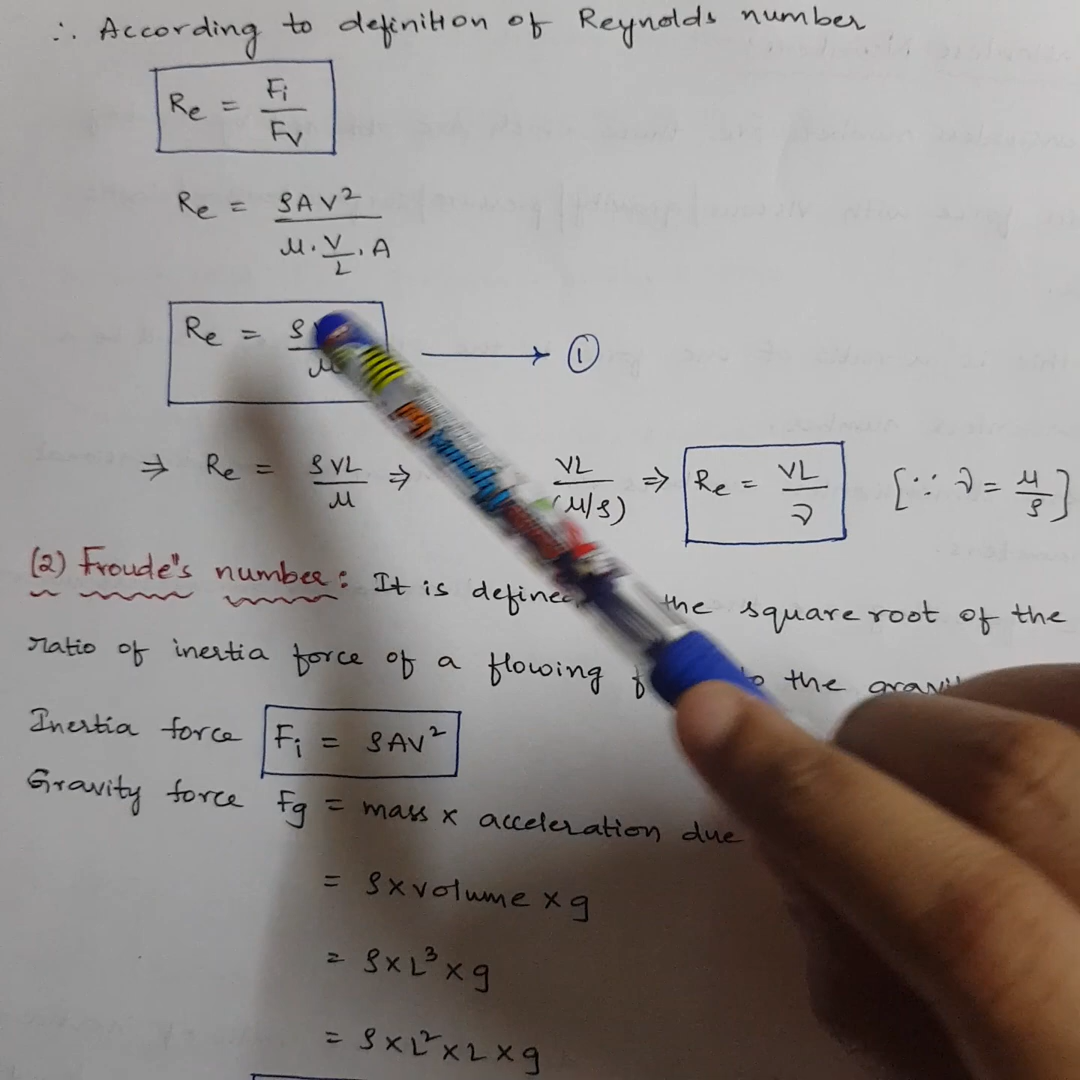 ∴ According to definition of Reynolds number
Re = Fi / Fv
Re = ρAV² / μ. V/L . A
Re = ρ / μ → ①
⇒ Re = ρVL / μ ⇒ VL / (μ/ρ) ⇒ Re = VL / ν [∵ ν = μ/ρ]
(2) Froude's number: It is the square root of the
ratio of inertia force of a flowing to the
Inertia force Fi = ρAV²
Gravity force Fg = mass x acceleration due
= ρ x volume x g
= ρ x L³ x g
= ρ x L² x L x g